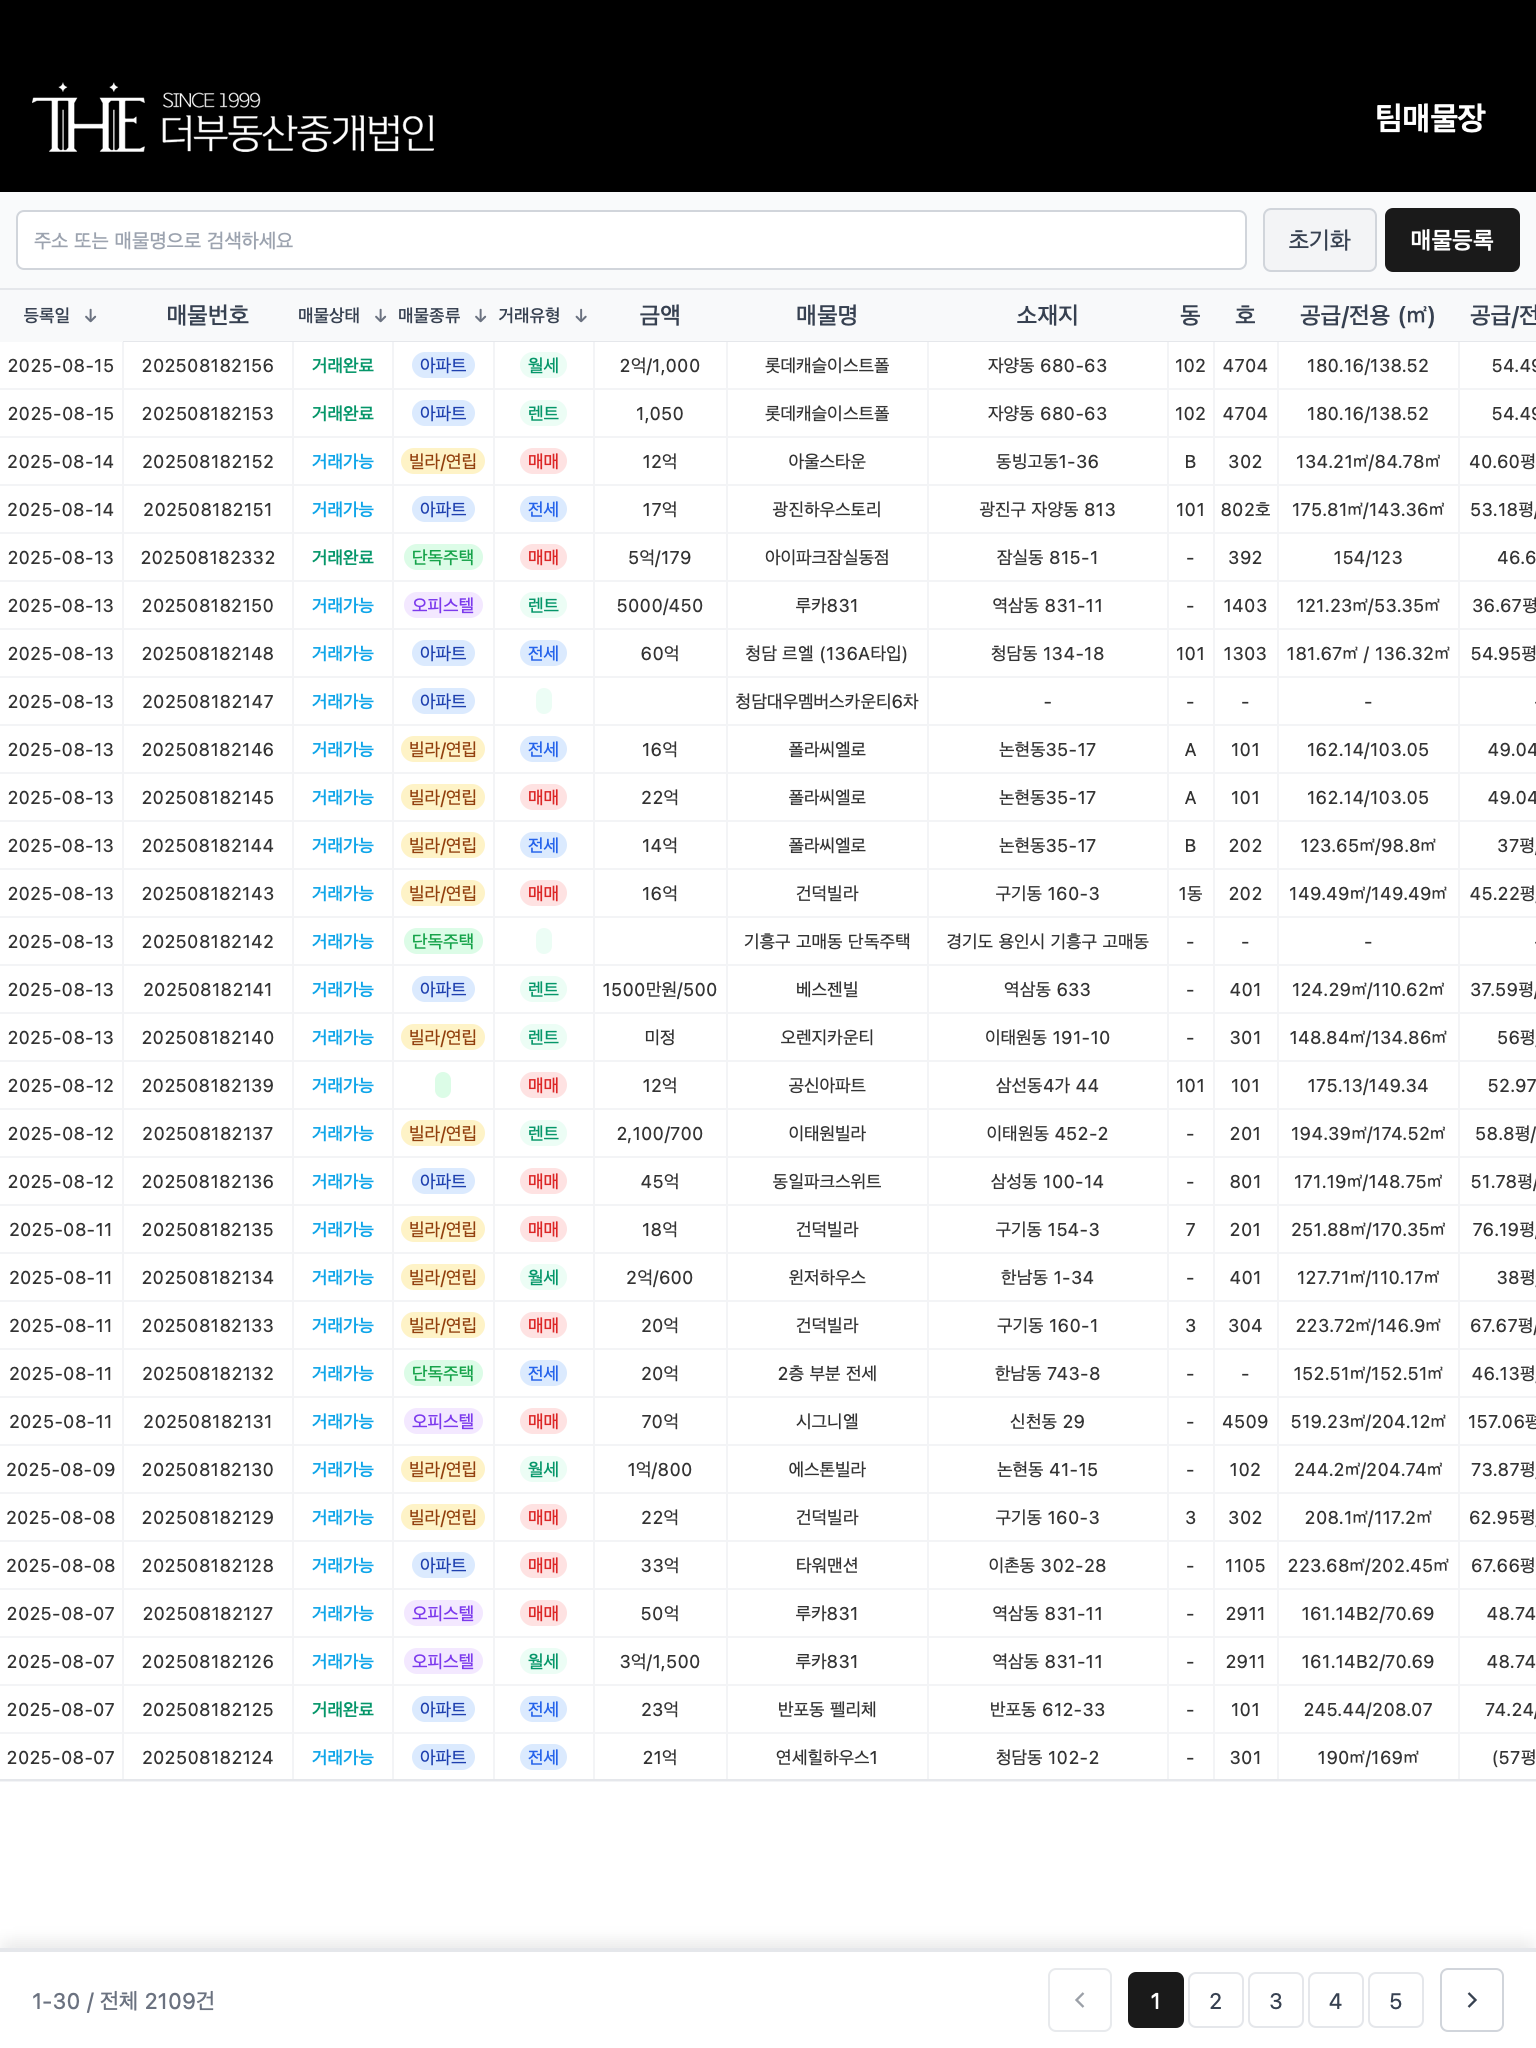 THE SINCE 1999
더부동산중개법인
팀매물장
주소 또는 매물명으로 검색하세요 초기화 매물등록
등록일 ↓ 매물번호 매물상태 ↓ 매물종류 ↓ 거래유형 ↓ 금액 매물명 소재지 동 호 공급/전용 (㎡) 공급/전
2025-08-15 202508182156 거래완료 아파트 월세 2억/1,000 롯데캐슬이스트폴 자양동 680-63 102 4704 180.16/138.52 54.49
2025-08-15 202508182153 거래완료 아파트 렌트 1,050 롯데캐슬이스트폴 자양동 680-63 102 4704 180.16/138.52 54.49
2025-08-14 202508182152 거래가능 빌라/연립 매매 12억 아울스타운 동빙고동1-36 B 302 134.21㎡/84.78㎡ 40.60평
2025-08-14 202508182151 거래가능 아파트 전세 17억 광진하우스토리 광진구 자양동 813 101 802호 175.81㎡/143.36㎡ 53.18평/
2025-08-13 202508182332 거래완료 단독주택 매매 5억/179 아이파크잠실동점 잠실동 815-1 - 392 154/123 46.6
2025-08-13 202508182150 거래가능 오피스텔 렌트 5000/450 루카831 역삼동 831-11 - 1403 121.23㎡/53.35㎡ 36.67평
2025-08-13 202508182148 거래가능 아파트 전세 60억 청담 르엘 (136A타입) 청담동 134-18 101 1303 181.67㎡ / 136.32㎡ 54.95평
2025-08-13 202508182147 거래가능 아파트 청담대우멤버스카운티6차 - - - - -
2025-08-13 202508182146 거래가능 빌라/연립 전세 16억 폴라씨엘로 논현동35-17 A 101 162.14/103.05 49.04
2025-08-13 202508182145 거래가능 빌라/연립 매매 22억 폴라씨엘로 논현동35-17 A 101 162.14/103.05 49.04
2025-08-13 202508182144 거래가능 빌라/연립 전세 14억 폴라씨엘로 논현동35-17 B 202 123.65㎡/98.8㎡ 37평/
2025-08-13 202508182143 거래가능 빌라/연립 매매 16억 건덕빌라 구기동 160-3 1동 202 149.49㎡/149.49㎡ 45.22평/
2025-08-13 202508182142 거래가능 단독주택 기흥구 고매동 단독주택 경기도 용인시 기흥구 고매동 - - - -
2025-08-13 202508182141 거래가능 아파트 렌트 1500만원/500 베스젠빌 역삼동 633 - 401 124.29㎡/110.62㎡ 37.59평/
2025-08-13 202508182140 거래가능 빌라/연립 렌트 미정 오렌지카운티 이태원동 191-10 - 301 148.84㎡/134.86㎡ 56평/
2025-08-12 202508182139 거래가능 매매 12억 공신아파트 삼선동4가 44 101 101 175.13/149.34 52.97
2025-08-12 202508182137 거래가능 빌라/연립 렌트 2,100/700 이태원빌라 이태원동 452-2 - 201 194.39㎡/174.52㎡ 58.8평/
2025-08-12 202508182136 거래가능 아파트 매매 45억 동일파크스위트 삼성동 100-14 - 801 171.19㎡/148.75㎡ 51.78평/
2025-08-11 202508182135 거래가능 빌라/연립 매매 18억 건덕빌라 구기동 154-3 7 201 251.88㎡/170.35㎡ 76.19평/
2025-08-11 202508182134 거래가능 빌라/연립 월세 2억/600 윈저하우스 한남동 1-34 - 401 127.71㎡/110.17㎡ 38평/
2025-08-11 202508182133 거래가능 빌라/연립 매매 20억 건덕빌라 구기동 160-1 3 304 223.72㎡/146.9㎡ 67.67평/
2025-08-11 202508182132 거래가능 단독주택 전세 20억 2층 부분 전세 한남동 743-8 - - 152.51㎡/152.51㎡ 46.13평/
2025-08-11 202508182131 거래가능 오피스텔 매매 70억 시그니엘 신천동 29 - 4509 519.23㎡/204.12㎡ 157.06평
2025-08-09 202508182130 거래가능 빌라/연립 월세 1억/800 에스톤빌라 논현동 41-15 - 102 244.2㎡/204.74㎡ 73.87평/
2025-08-08 202508182129 거래가능 빌라/연립 매매 22억 건덕빌라 구기동 160-3 3 302 208.1㎡/117.2㎡ 62.95평
2025-08-08 202508182128 거래가능 아파트 매매 33억 타워맨션 이촌동 302-28 - 1105 223.68㎡/202.45㎡ 67.66평
2025-08-07 202508182127 거래가능 오피스텔 매매 50억 루카831 역삼동 831-11 - 2911 161.14B2/70.69 48.74
2025-08-07 202508182126 거래가능 오피스텔 월세 3억/1,500 루카831 역삼동 831-11 - 2911 161.14B2/70.69 48.74
2025-08-07 202508182125 거래완료 아파트 전세 23억 반포동 펠리체 반포동 612-33 - 101 245.44/208.07 74.24/
2025-08-07 202508182124 거래가능 아파트 전세 21억 연세힐하우스1 청담동 102-2 - 301 190㎡/169㎡ (57평
1-30 / 전체 2109건 1 2 3 4 5